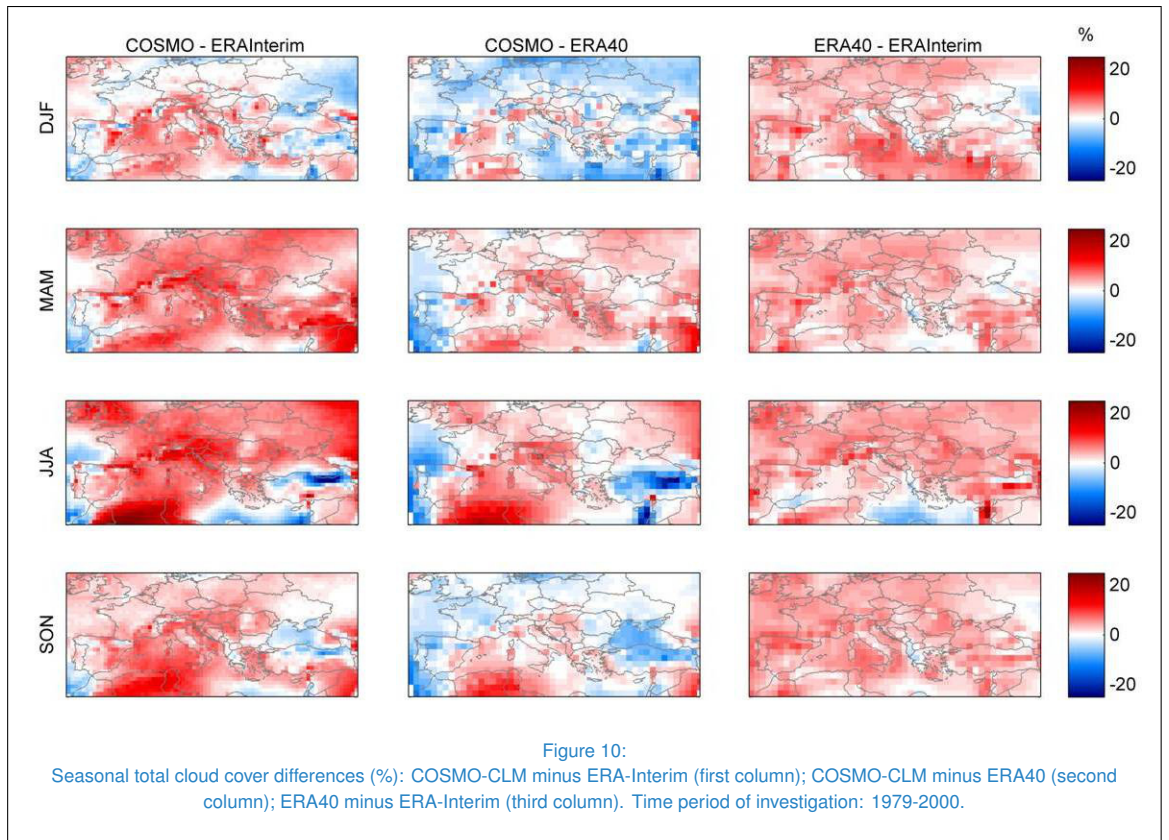 COSMO - ERAInterim
COSMO - ERA40
ERA40 - ERAInterim
%
DJF
20
0
-20
MAM
20
0
-20
JJA
20
0
-20
SON
20
0
-20
Figure 10:
Seasonal total cloud cover differences (%): COSMO-CLM minus ERA-Interim (first column); COSMO-CLM minus ERA40 (second
column); ERA40 minus ERA-Interim (third column). Time period of investigation: 1979-2000.